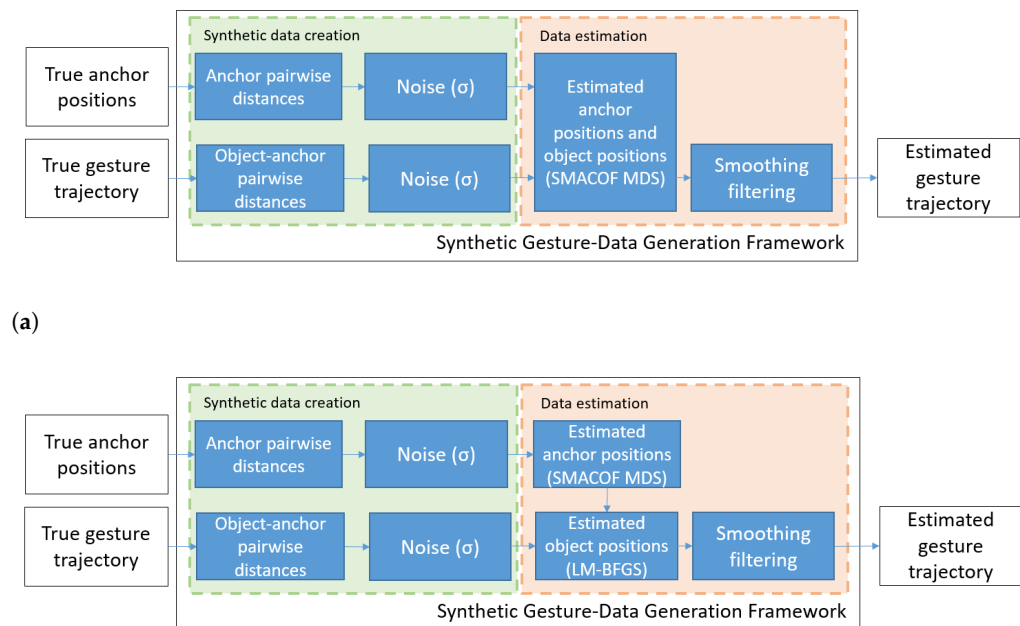 Synthetic data creation
Data estimation
True anchor
positions
Anchor pairwise
distances
Noise (σ)
Estimated
anchor
positions and
object positions
(SMACOF MDS)
True gesture
trajectory
Object-anchor
pairwise
distances
Noise (σ)
Smoothing
filtering
Estimated
gesture
trajectory
Synthetic Gesture-Data Generation Framework
(a)
Synthetic data creation
Data estimation
True anchor
positions
Anchor pairwise
distances
Noise (σ)
Estimated
anchor positions
(SMACOF MDS)
True gesture
trajectory
Object-anchor
pairwise
distances
Noise (σ)
Estimated
object positions
(LM-BFGS)
Smoothing
filtering
Estimated
gesture
trajectory
Synthetic Gesture-Data Generation Framework